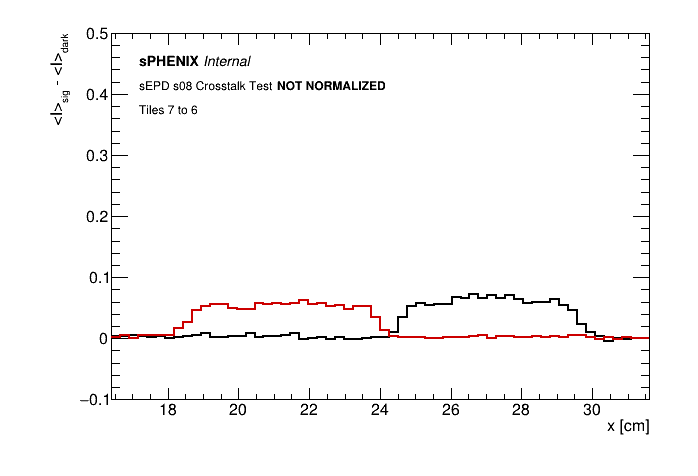 <I>sig - <I>dark
0.5
0.4
0.3
0.2
0.1
0
−0.1
sPHENIX Internal
sEPD s08 Crosstalk Test NOT NORMALIZED
Tiles 7 to 6
18 20 22 24 26 28 30
x [cm]